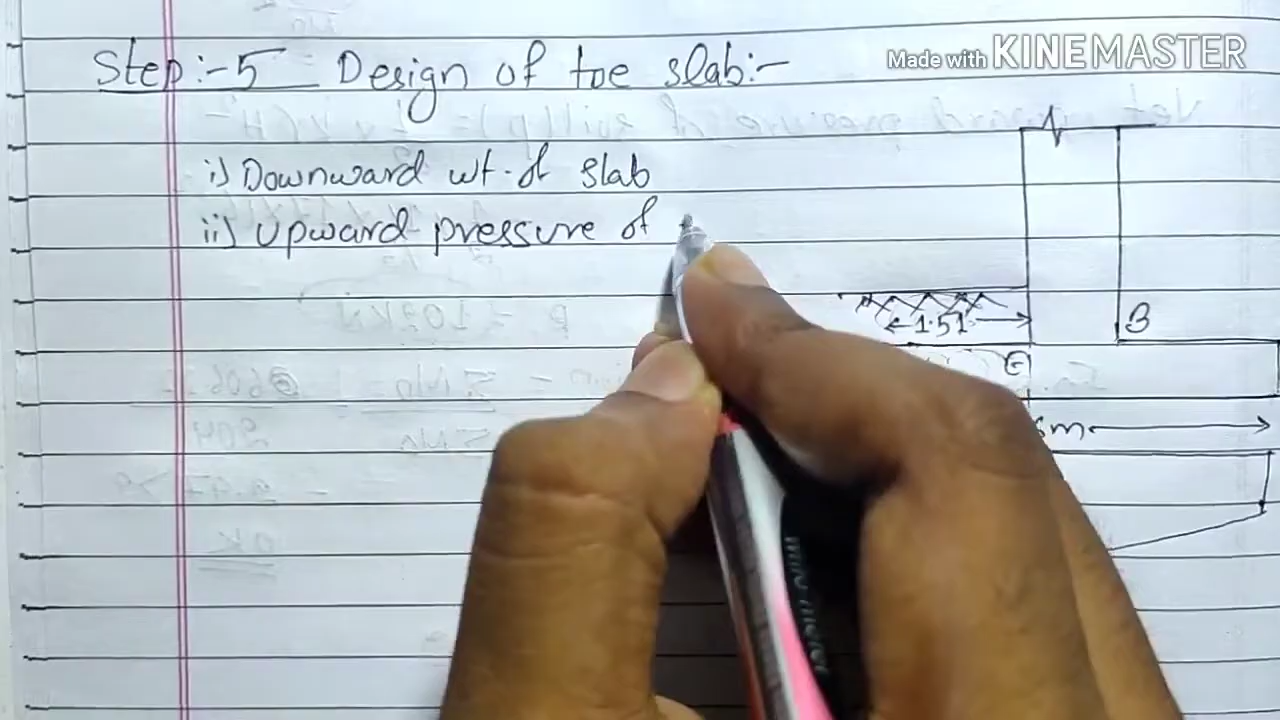 Made with KINEMASTER
Step:-5 Design of toe slab:-
i) Downward wt. of slab
ii) Upward pressure of
1.51
B
E
m